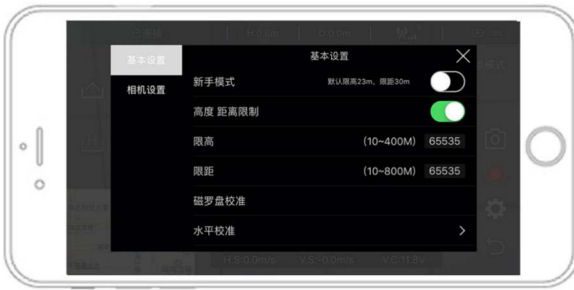 基本设置
基本设置
相机设置
新手模式 默认限高23m，限距30m
高度 距离限制
限高 (10~400M) 65535
限距 (10~800M) 65535
磁罗盘校准
水平校准
H.S:0.0m/s V.S:-0.0m/s V.C:11.8V